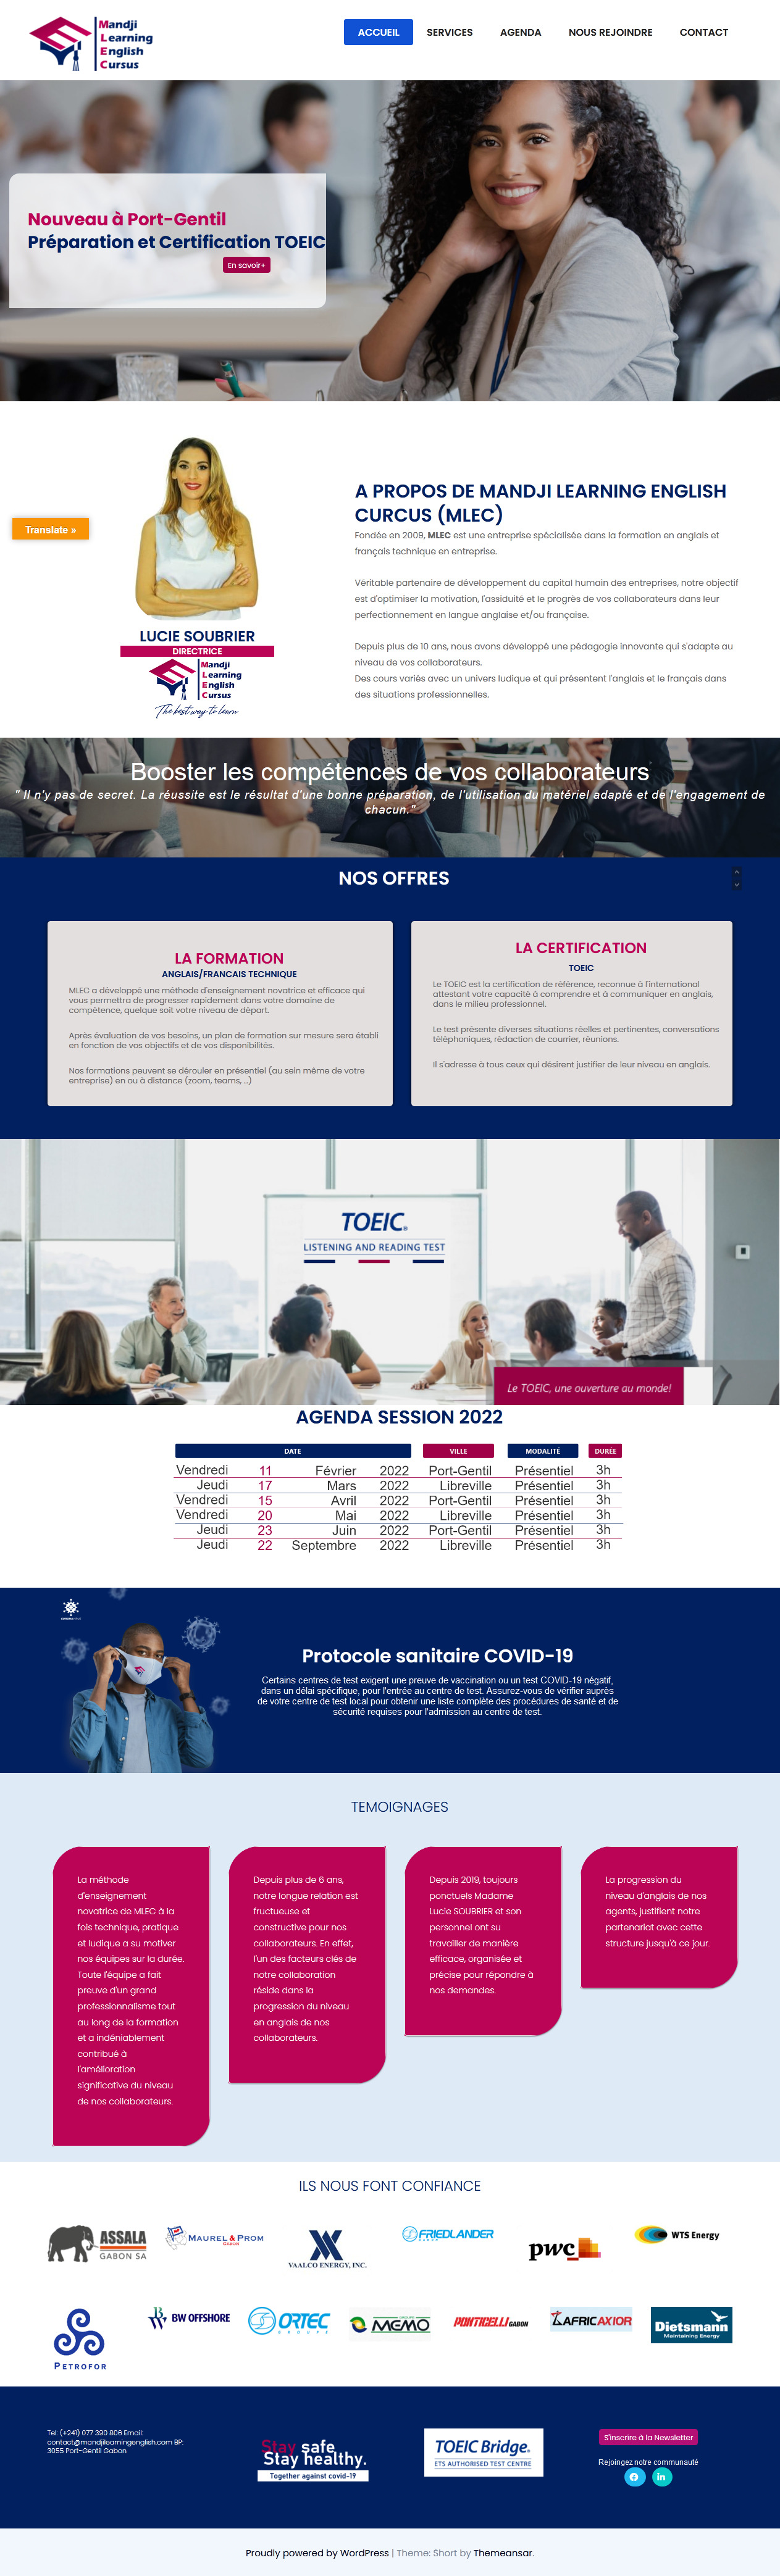 Mandji
Learning
English
Cursus
ACCUEIL
SERVICES
AGENDA
NOUS REJOINDRE
CONTACT
Nouveau à Port-Gentil
Préparation et Certification TOEIC
En savoir+
Translate »
LUCIE SOUBRIER
DIRECTRICE
Mandji
Learning
English
Cursus
The best way to learn
A PROPOS DE MANDJI LEARNING ENGLISH
CURCUS (MLEC)
Fondée en 2009, MLEC est une entreprise spécialisée dans la formation en anglais et
français technique en entreprise.
Véritable partenaire de développement du capital humain des entreprises, notre objectif
est d'optimiser la motivation, l'assiduité et le progrès de vos collaborateurs dans leur
perfectionnement en langue anglaise et/ou française.
Depuis plus de 10 ans, nous avons développé une pédagogie innovante qui s'adapte au
niveau de vos collaborateurs.
Des cours variés avec un univers ludique et qui présentent l'anglais et le français dans
des situations professionnelles.
Booster les compétences de vos collaborateurs
" Il n'y pas de secret. La réussite est le résultat d'une bonne préparation, de l'utilisation du matériel adapté et de l'engagement de
chacun."
NOS OFFRES
LA FORMATION
ANGLAIS/FRANCAIS TECHNIQUE
MLEC a développé une méthode d'enseignement novatrice et efficace qui
vous permettra de progresser rapidement dans votre domaine de
compétence, quelque soit votre niveau de départ.
Après évaluation de vos besoins, un plan de formation sur mesure sera établi
en fonction de vos objectifs et de vos disponibilités.
Nos formations peuvent se dérouler en présentiel (au sein même de votre
entreprise) en ou à distance (zoom, teams, ...)
LA CERTIFICATION
TOEIC
Le TOEIC est la certification de référence, reconnue à l'international
attestant votre capacité à comprendre et à communiquer en anglais,
dans le milieu professionnel.
Le test présente diverses situations réelles et pertinentes, conversations
téléphoniques, rédaction de courrier, réunions.
Il s'adresse à tous ceux qui désirent justifier de leur niveau en anglais.
TOEIC®
LISTENING AND READING TEST
Le TOEIC, une ouverture au monde!
AGENDA SESSION 2022
DATE VILLE MODALITÉ DURÉE
Vendredi 11 Février 2022 Port-Gentil Présentiel 3h
Jeudi 17 Mars 2022 Libreville Présentiel 3h
Vendredi 15 Avril 2022 Port-Gentil Présentiel 3h
Vendredi 20 Mai 2022 Libreville Présentiel 3h
Jeudi 23 Juin 2022 Port-Gentil Présentiel 3h
Jeudi 22 Septembre 2022 Libreville Présentiel 3h
Protocole sanitaire COVID-19
Certains centres de test exigent une preuve de vaccination ou un test COVID-19 négatif,
dans un délai spécifique, pour l'entrée au centre de test. Assurez-vous de vérifier auprès
de votre centre de test local pour obtenir une liste complète des procédures de santé et de
sécurité requises pour l'admission au centre de test.
TEMOIGNAGES
La méthode
d'enseignement
novatrice de MLEC à la
fois technique, pratique
et ludique a su motiver
nos équipes sur la durée.
Toute l'équipe a fait
preuve d'un grand
professionnalisme tout
au long de la formation
et a indéniablement
contribué à
l'amélioration
significative du niveau
de nos collaborateurs.
Depuis plus de 6 ans,
notre longue relation est
fructueuse et
constructive pour nos
collaborateurs. En effet,
l'un des facteurs clés de
notre collaboration
réside dans la
progression du niveau
en anglais de nos
collaborateurs.
Depuis 2019, toujours
ponctuels Madame
Lucie SOUBRIER et son
personnel ont su
travailler de manière
efficace, organisée et
précise pour répondre à
nos demandes.
La progression du
niveau d'anglais de nos
agents, justifient notre
partenariat avec cette
structure jusqu'à ce jour.
ILS NOUS FONT CONFIANCE
ASSALA
GABON SA
MAUREL & PROM
GABON
VAALCO ENERGY, INC.
FRIEDLANDER
pwc
WTS Energy
PETROFOR
BW OFFSHORE
ORTEC
GROUPE
MEMO
PONTICELLI GABON
AFRICAXIOR
Dietsmann
Maintaining Energy
Tel: (+241) 077 390 806 Email:
contact@mandjilearningenglish.com BP:
3055 Port-Gentil Gabon
Stay safe
Stay healthy.
Together against covid-19
TOEIC Bridge®
ETS AUTHORISED TEST CENTRE
S'inscrire à la Newsletter
Rejoingez notre communauté
Proudly powered by WordPress | Theme: Short by Themeansar.